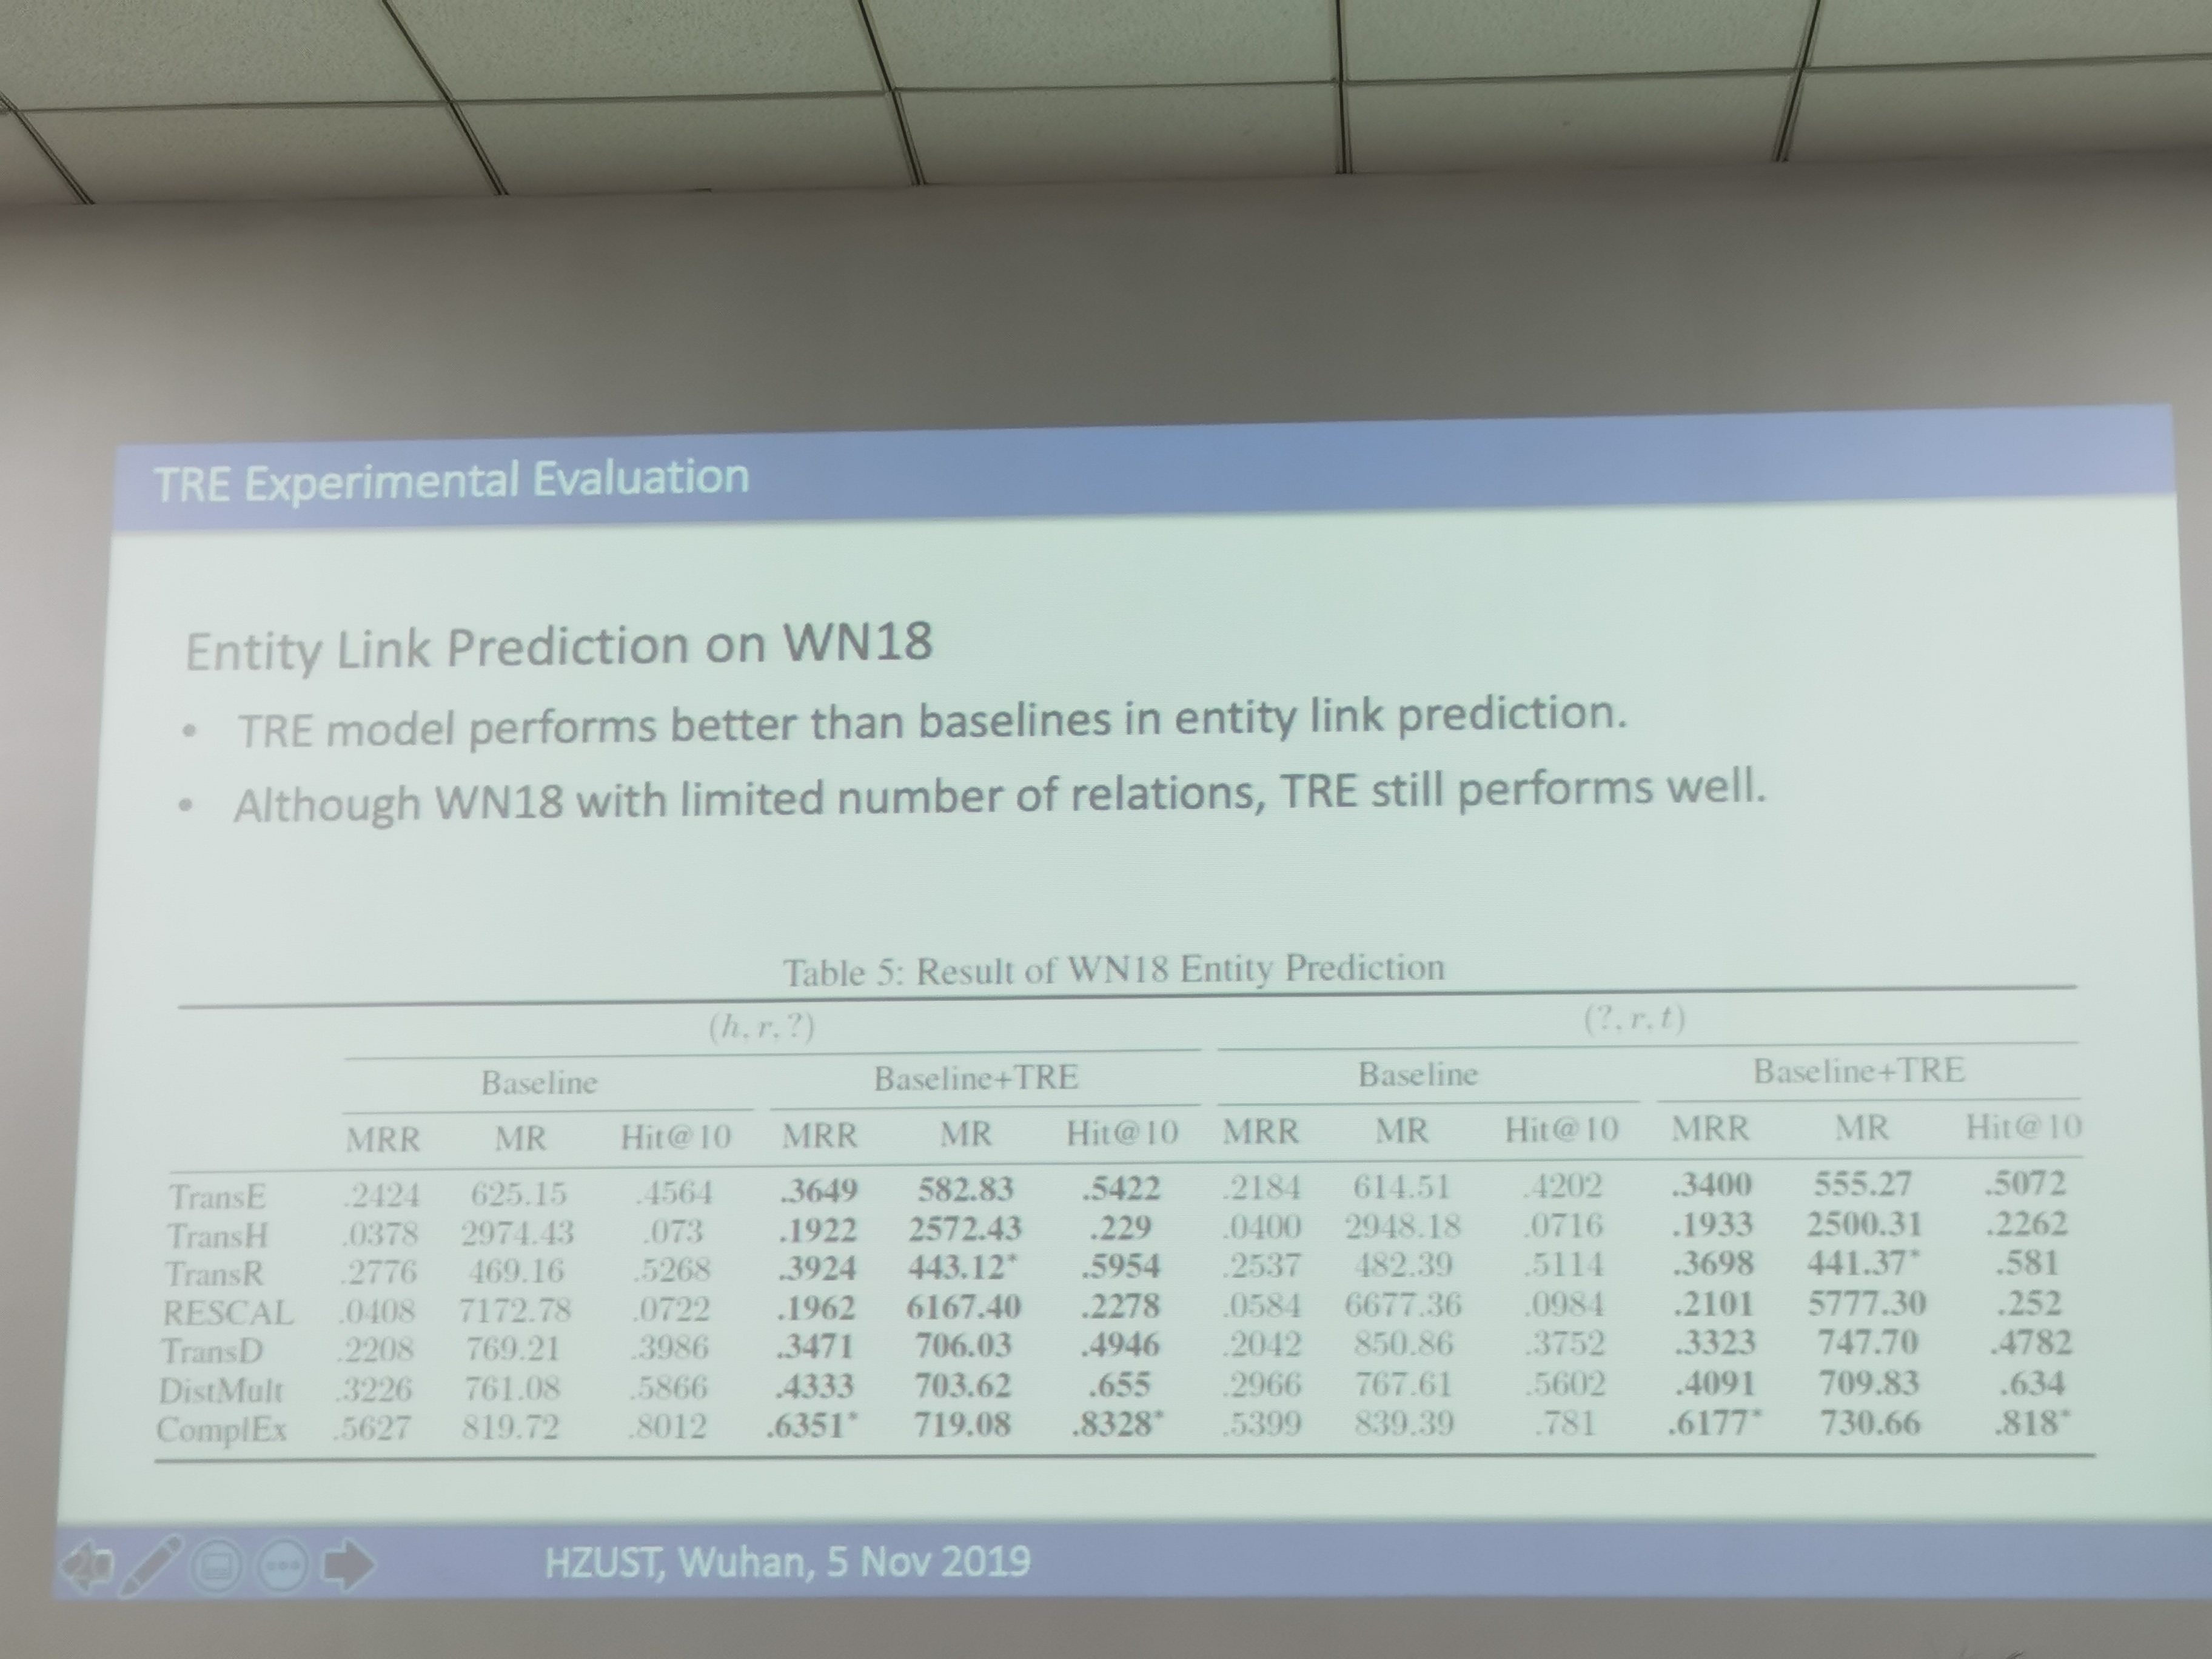 TRE Experimental Evaluation
Entity Link Prediction on WN18
• TRE model performs better than baselines in entity link prediction.
• Although WN18 with limited number of relations, TRE still performs well.
Table 5: Result of WN18 Entity Prediction
(h, r, ?) (?, r, t)
Baseline Baseline+TRE Baseline Baseline+TRE
MRR MR Hit@10 MRR MR Hit@10 MRR MR Hit@10 MRR MR Hit@10
TransE .2424 625.15 .4564 .3649 582.83 .5422 .2184 614.51 .4202 .3400 555.27 .5072
TransH .0378 2974.43 .073 .1922 2572.43 .229 .0400 2948.18 .0716 .1933 2500.31 .2262
TransR .2776 469.16 .5268 .3924 443.12* .5954 .2537 482.39 .5114 .3698 441.37* .581
RESCAL .0408 7172.78 .0722 .1962 6167.40 .2278 .0584 6677.36 .0984 .2101 5777.30 .252
TransD .2208 769.21 .3986 .3471 706.03 .4946 .2042 850.86 .3752 .3323 747.70 .4782
DistMult .3226 761.08 .5866 .4333 703.62 .655 .2966 767.61 .5602 .4091 709.83 .634
ComplEx .5627 819.72 .8012 .6351* 719.08 .8328* .5399 839.39 .781 .6177* 730.66 .818*
HZUST, Wuhan, 5 Nov 2019